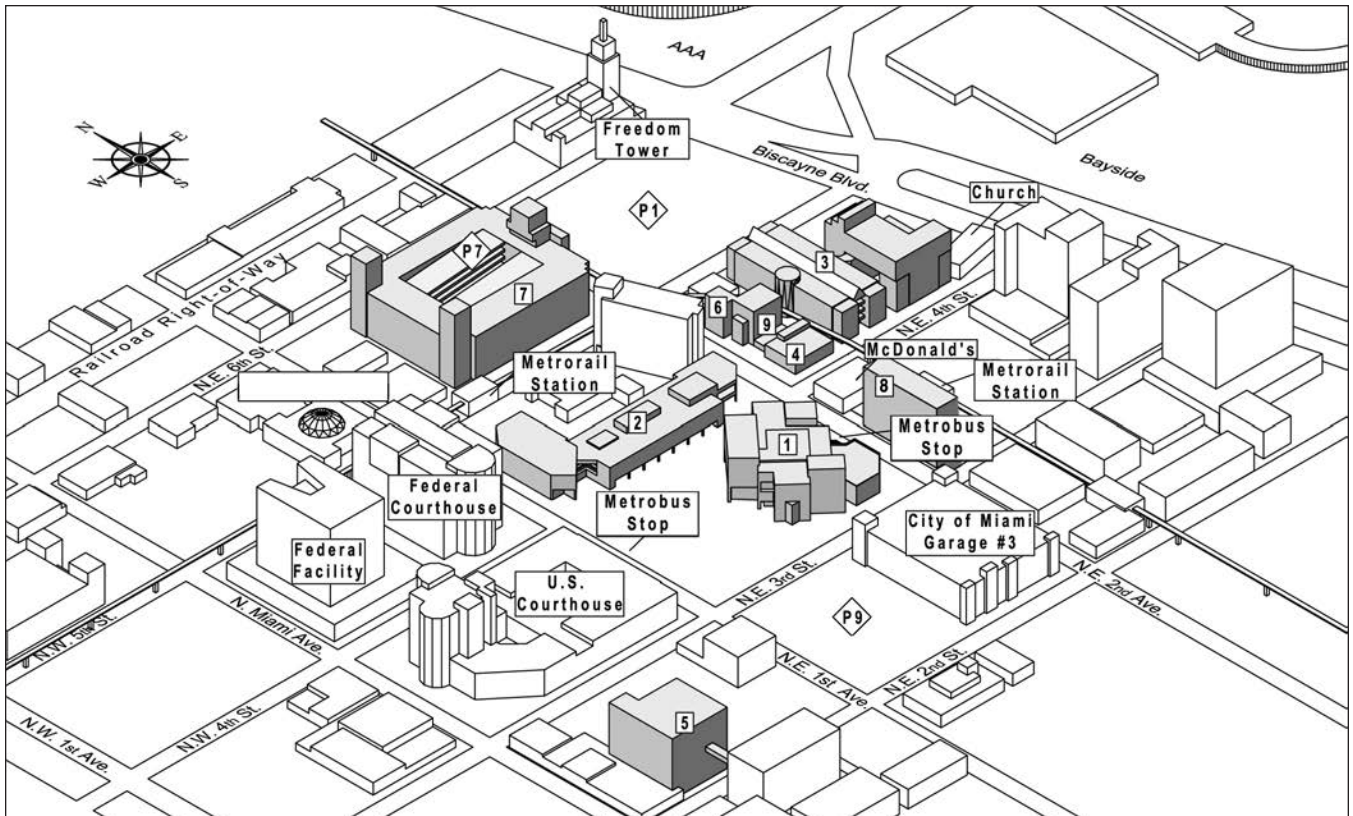 AAA
N
E
W
S
Freedom
Tower
Biscayne Blvd.
Bayside
Church
P1
P7
3
7
6
9
4
N.E. 4th St.
Railroad Right-of-Way
N.E. 6th St.
McDonald's
Metrorail
Station
Metrorail
Station
8
2
1
Metrobus
Stop
Federal
Courthouse
Metrobus
Stop
City of Miami
Garage #3
Federal
Facility
U.S.
Courthouse
N.E. 3rd St.
N.E. 2nd Ave.
P9
N. Miami Ave.
N.W. 5th St.
N.E. 1st Ave.
N.E. 2nd St.
5
N.W. 4th St.
N.W. 1st Ave.